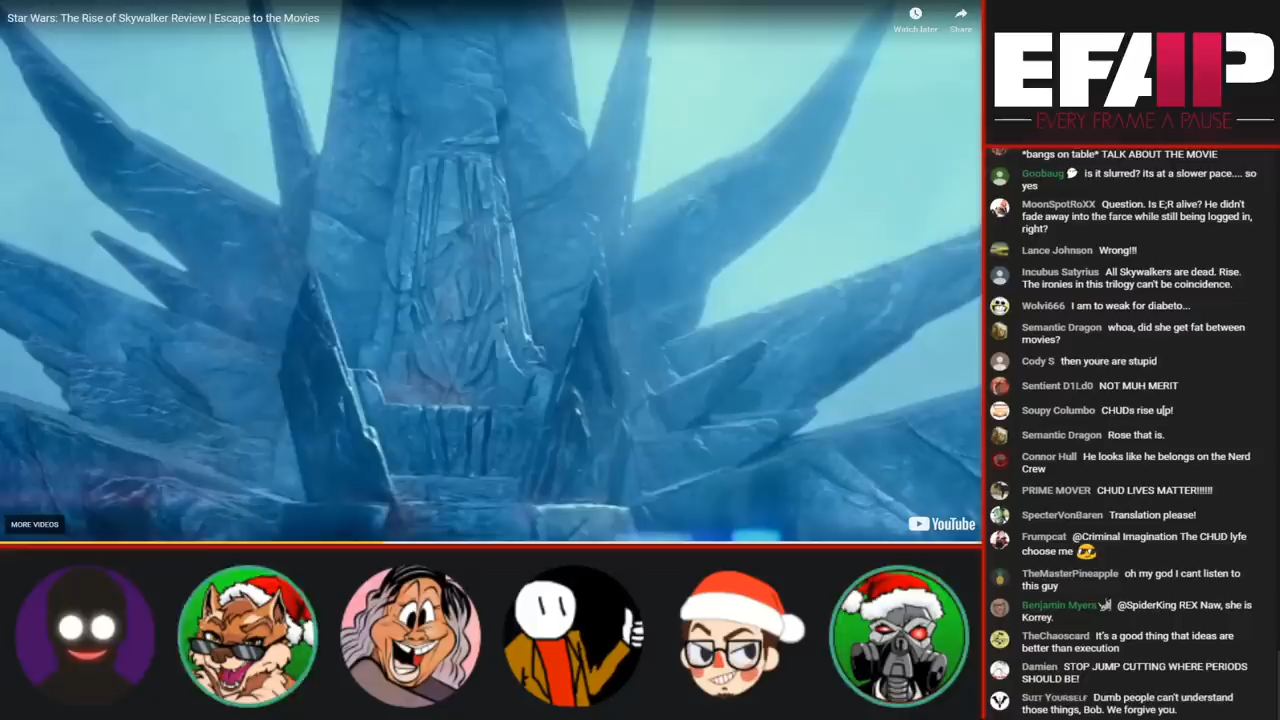 Star Wars: The Rise of Skywalker Review | Escape to the Movies
Watch later
Share
MORE VIDEOS
YouTube
EFAP
EVERY FRAME A PAUSE
*bangs on table* TALK ABOUT THE MOVIE
Goobaug is it slurred? its at a slower pace.... so
yes
MoonSpotRoXX Question. Is E;R alive? He didn't
fade away into the farce while still being logged in,
right?
Lance Johnson Wrong!!!
Incubus Satyrius All Skywalkers are dead. Rise.
The ironies in this trilogy can't be coincidence.
Wolvi666 I am to weak for diabeto...
Semantic Dragon whoa, did she get fat between
movies?
Cody S then youre are stupid
Sentient D1Ld0 NOT MUH MERIT
Soupy Columbo CHUDs rise u[p!
Semantic Dragon Rose that is.
Connor Hull He looks like he belongs on the Nerd
Crew
PRIME MOVER CHUD LIVES MATTER!!!!!!
SpecterVonBaren Translation please!
Frumpcat @Criminal Imagination The CHUD lyfe
choose me
TheMasterPineapple oh my god I cant listen to
this guy
Benjamin Myers @SpiderKing REX Naw, she is
Korrey.
TheChaoscard It's a good thing that ideas are
better than execution
Damien STOP JUMP CUTTING WHERE PERIODS
SHOULD BE!
Suit Yourself Dumb people can't understand
those things, Bob. We forgive you.